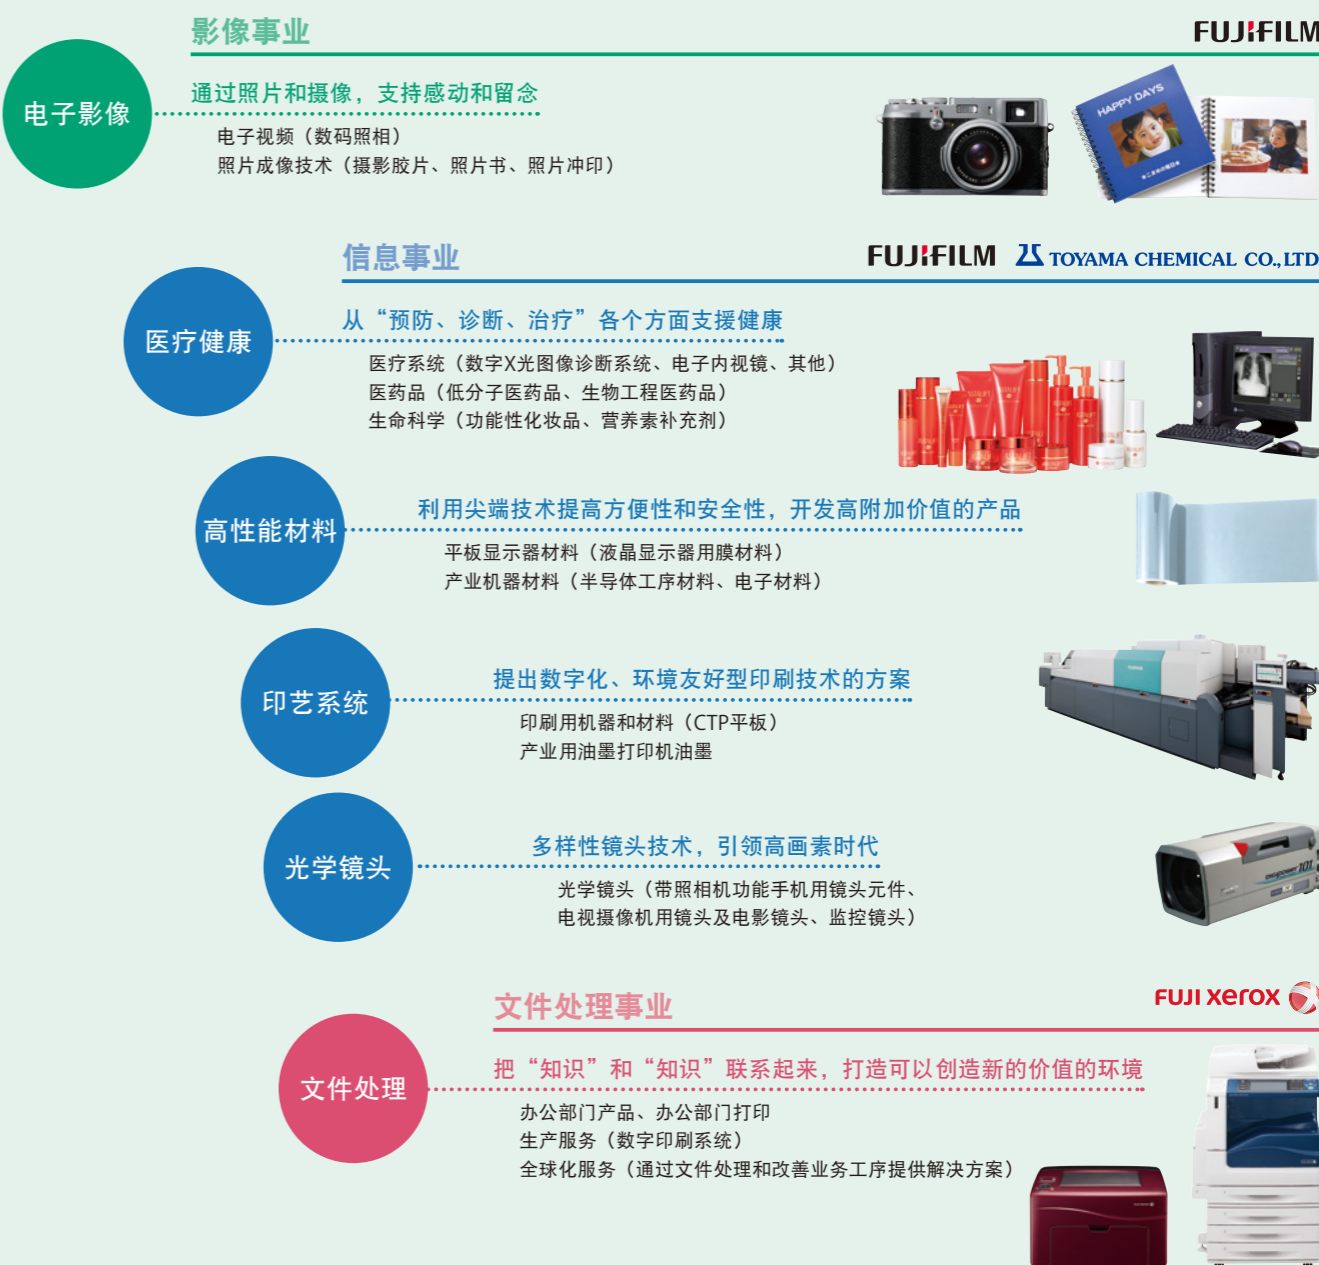 影像事业
FUJIFILM
电子影像
通过照片和摄像，支持感动和留念
电子视频（数码照相）
照片成像技术（摄影胶片、照片书、照片冲印）
HAPPY DAYS
信息事业
FUJIFILM TOYAMA CHEMICAL CO., LTD
医疗健康
从“预防、诊断、治疗”各个方面支援健康
医疗系统（数字X光图像诊断系统、电子内视镜、其他）
医药品（低分子医药品、生物工程医药品）
生命科学（功能性化妆品、营养素补充剂）
高性能材料
利用尖端技术提高方便性和安全性，开发高附加价值的产品
平板显示器材料（液晶显示器用膜材料）
产业机器材料（半导体工序材料、电子材料）
印艺系统
提出数字化、环境友好型印刷技术的方案
印刷用机器和材料（CTP平板）
产业用油墨打印机油墨
光学镜头
多样性镜头技术，引领高画素时代
光学镜头（带照相机功能手机用镜头元件、
电视摄像机用镜头及电影镜头、监控镜头）
文件处理事业
FUJI xerox
文件处理
把“知识”和“知识”联系起来，打造可以创造新的价值的环境
办公部门产品、办公部门打印
生产服务（数字印刷系统）
全球化服务（通过文件处理和改善业务工序提供解决方案）